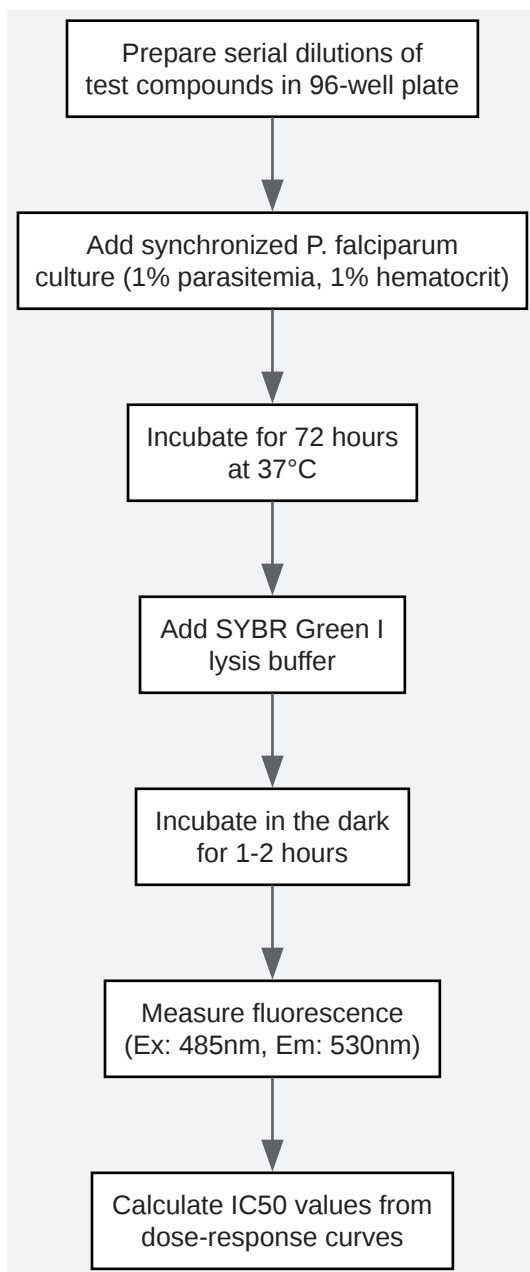 Prepare serial dilutions of
test compounds in 96-well plate
Add synchronized P. falciparum
culture (1% parasitemia, 1% hematocrit)
Incubate for 72 hours
at 37°C
Add SYBR Green I
lysis buffer
Incubate in the dark
for 1-2 hours
Measure fluorescence
(Ex: 485nm, Em: 530nm)
Calculate IC50 values from
dose-response curves